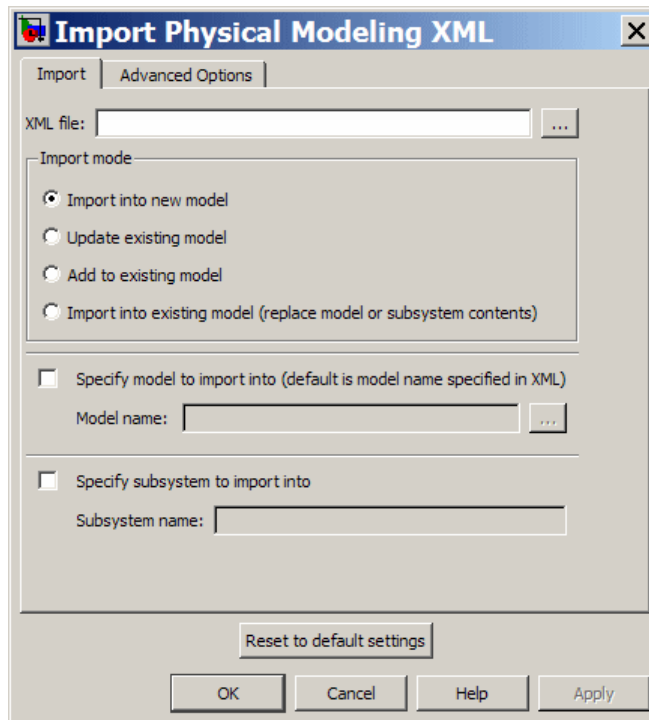 Import Physical Modeling XML
Import Advanced Options
XML file: ...
Import mode
Import into new model
Update existing model
Add to existing model
Import into existing model (replace model or subsystem contents)
Specify model to import into (default is model name specified in XML)
Model name: ...
Specify subsystem to import into
Subsystem name:
Reset to default settings
OK Cancel Help Apply